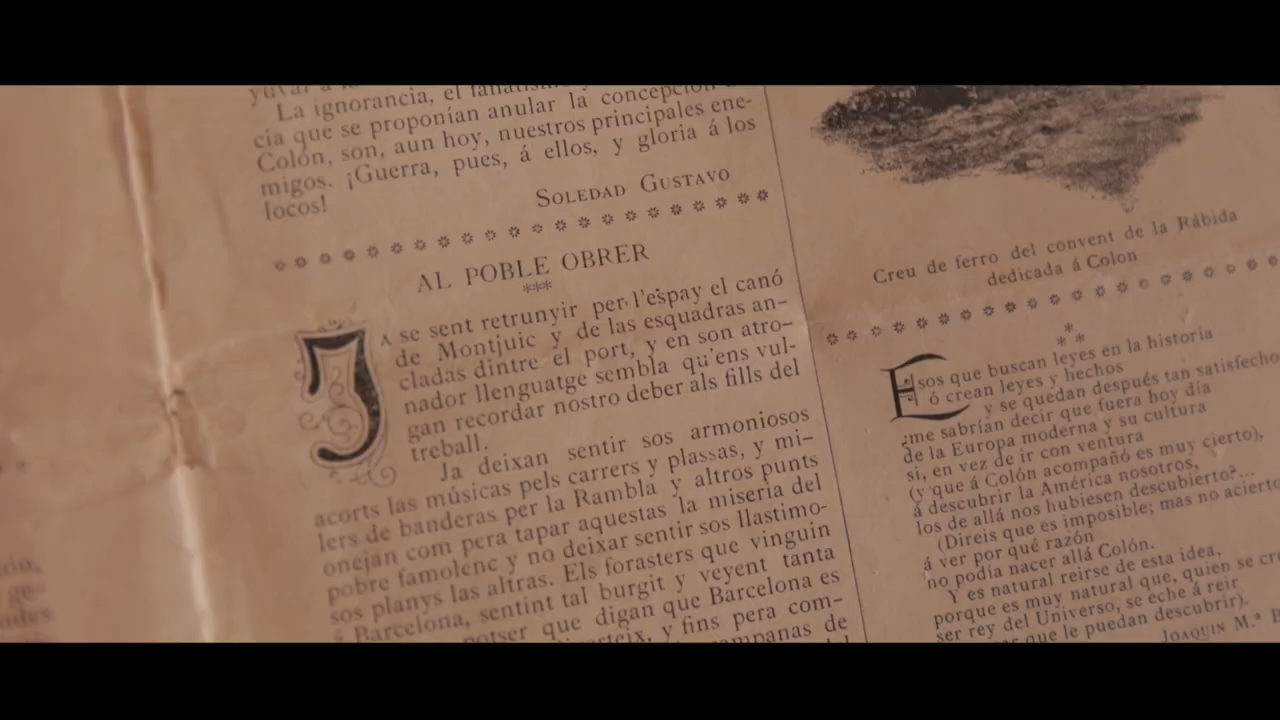 La ignorancia, el
cia que se proponían anular la concepción
Colón, son, aun hoy, nuestros principales ene-
migos. ¡Guerra, pues, á ellos, y gloria á los
locos!
SOLEDAD GUSTAVO
AL POBLE OBRER
JA se sent retrunyir per l'espay el canó
de Montjuic y de las esquadras an-
cladas dintre el port, y en son atro-
nador llenguatge sembla qu'ens vul-
gan recordar nostro deber als fills del
treball.
Ja deixan sentir sos armoniosos
acorts las músicas pels carrers y plassas, y mi-
lers de banderas per la Rambla y altros punts
onejan com pera tapar aquestas la miseria del
pobre famolenc y no deixar sentir sos llastimo-
sos planys las altras. Els forasters que vinguin
á Barcelona, sentint tal burgit y veyent tanta
potser que digan que Barcelona es
y fins pera com-
campanas de
Creu de ferro del convent de la Rábida
dedicada á Colon
Esos que buscan leyes en la historia
ó crean leyes y hechos
y se quedan después tan satisfechos
¿me sabrían decir que fuera hoy día
de la Europa moderna y su cultura
si, en vez de ir con ventura
(y que á Colón acompañó es muy cierto),
á descubrir la América nosotros,
los de allá nos hubiesen descubierto?...
(Direis que es imposible; mas no acierto
á ver por qué razón
no podía nacer allá Colón.
Y es natural reirse de esta idea,
porque es muy natural que, quien se
ser rey del Universo, se eche á reir
que le puedan descubrir).
JOAQUIN M.ª